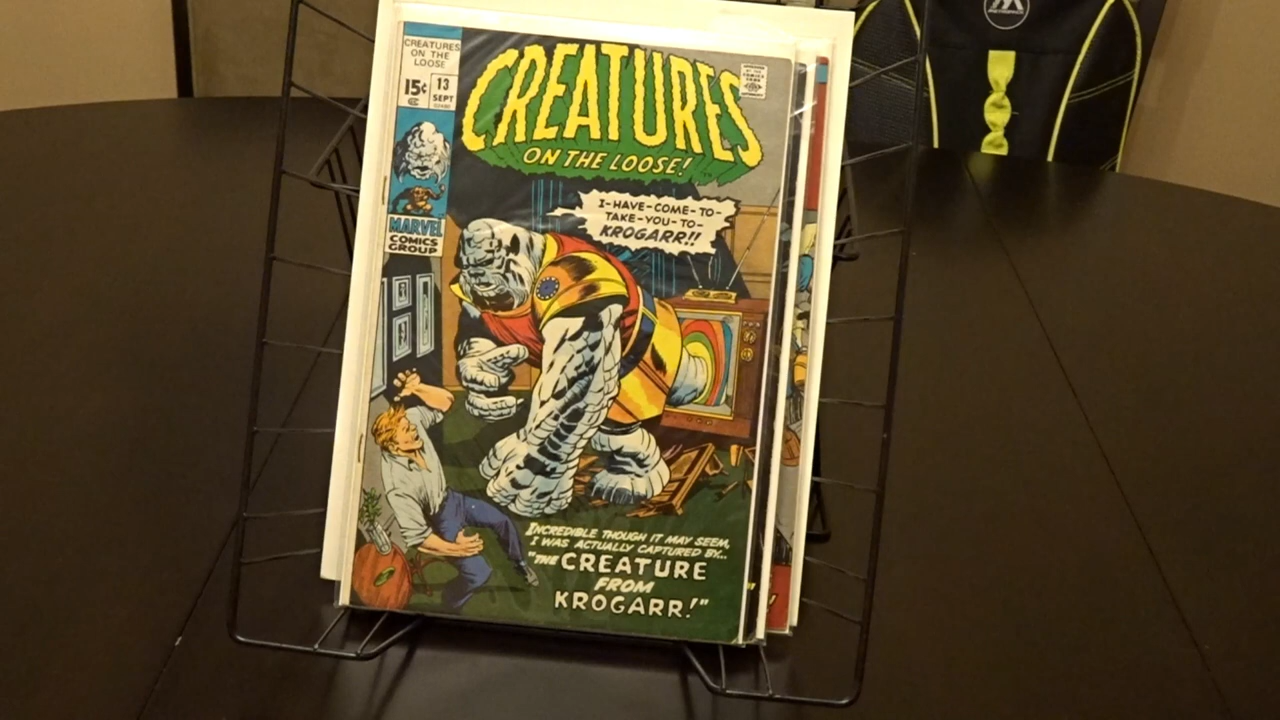 CREATURES
ON THE
LOOSE
15¢
13
SEPT
MARVEL
COMICS
GROUP
CREATURES
ON THE LOOSE!
I-HAVE-COME-TO-
TAKE-YOU-TO-
KROGARR!!
INCREDIBLE THOUGH IT MAY SEEM,
I WAS ACTUALLY CAPTURED BY...
"THE CREATURE
FROM
KROGARR!"